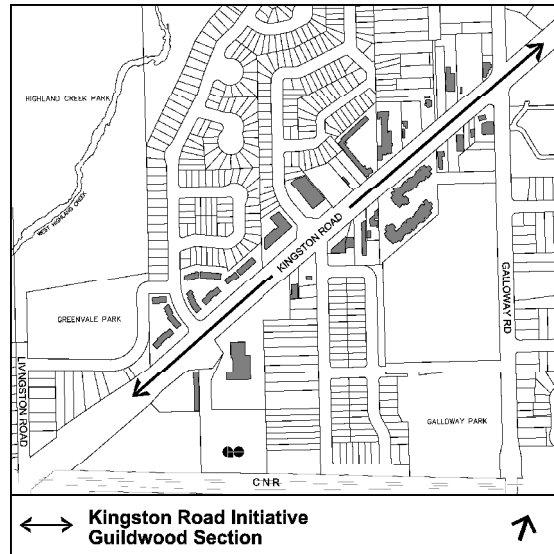 HIGHLAND CREEK PARK
WEST HIGHLAND CREEK
KINGSTON ROAD
GREENVALE PARK
GALLOWAY RD
LIVINGSTON ROAD
GALLOWAY PARK
GO
CNR
Kingston Road Initiative
Guildwood Section